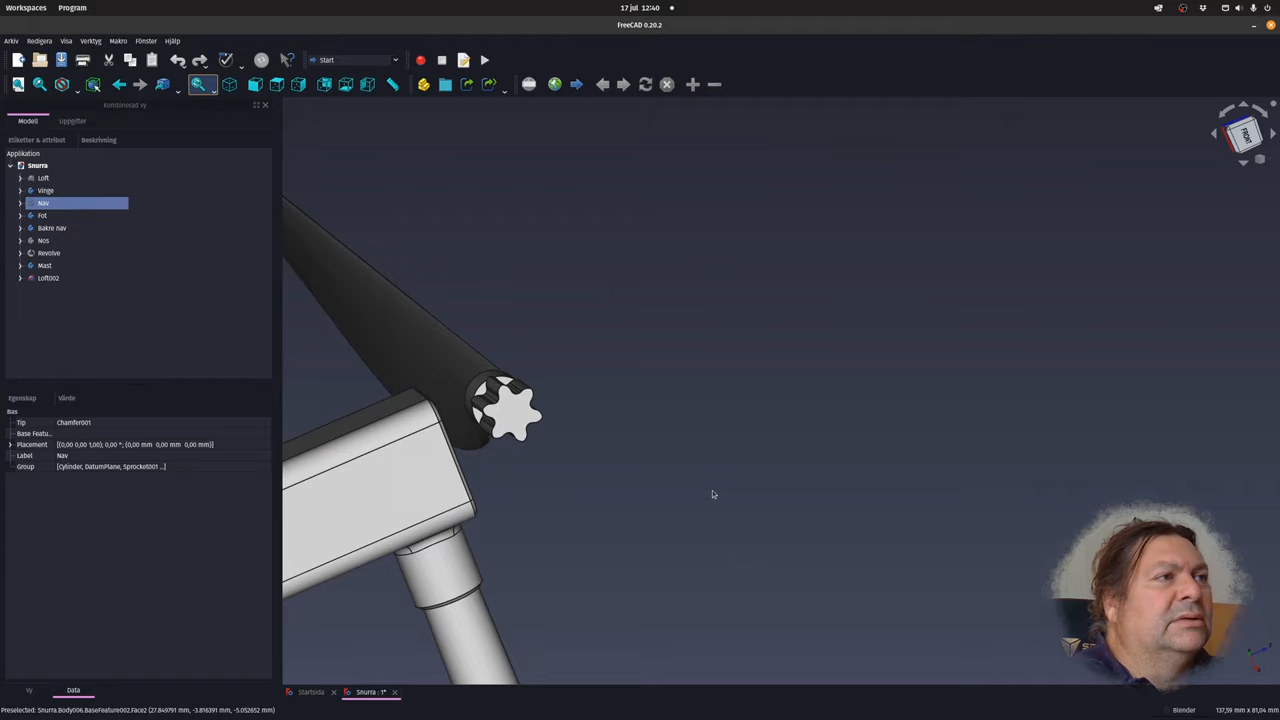 Workspaces Program 17 jul 12:40
FreeCAD 0.20.2
Arkiv Redigera Visa Verktyg Makro Fönster Hjälp
Start
Kombinerad vy
Modell Uppgifter
Etiketter & attribut Beskrivning
Applikation
Snurra
Loft
Vinge
Nav
Fot
Bakre nav
Nos
Revolve
Mast
Loft002
FRONT
Egenskap Värde
Bas
Tip Chamfer001
Base Featu...
Placement [(0,00 0,00 1,00); 0,00 °; (0,00 mm 0,00 mm 0,00 mm)]
Label Nav
Group [Cylinder, DatumPlane, Sprocket001 ...]
Vy Data
Startsida Snurra : 1*
Preselected: Snurra.Body006.BaseFeature002.Face2 (27.849791 mm, -3.816391 mm, -5.052652 mm) Blender 137,59 mm x 81,04 mm